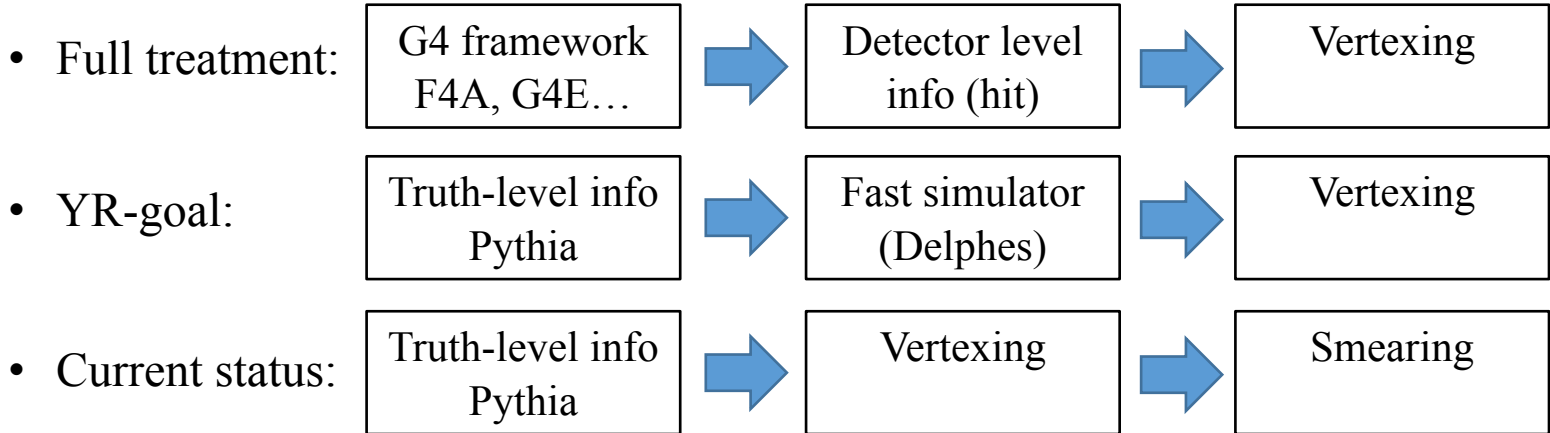 • Full treatment:
G4 framework
F4A, G4E…
Detector level
info (hit)
Vertexing
• YR-goal:
Truth-level info
Pythia
Fast simulator
(Delphes)
Vertexing
• Current status:
Truth-level info
Pythia
Vertexing
Smearing